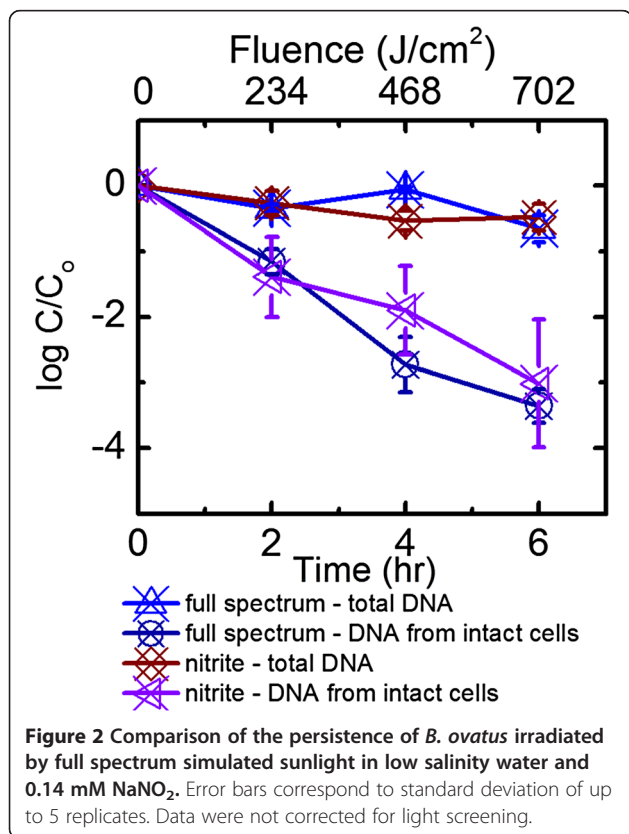 Fluence (J/cm²)
0 234 468 702
0
-2
-4
log C/Cₒ
0 2 4 6
Time (hr)
full spectrum - total DNA
full spectrum - DNA from intact cells
nitrite - total DNA
nitrite - DNA from intact cells
Figure 2 Comparison of the persistence of B. ovatus irradiated
by full spectrum simulated sunlight in low salinity water and
0.14 mM NaNO₂. Error bars correspond to standard deviation of up
to 5 replicates. Data were not corrected for light screening.